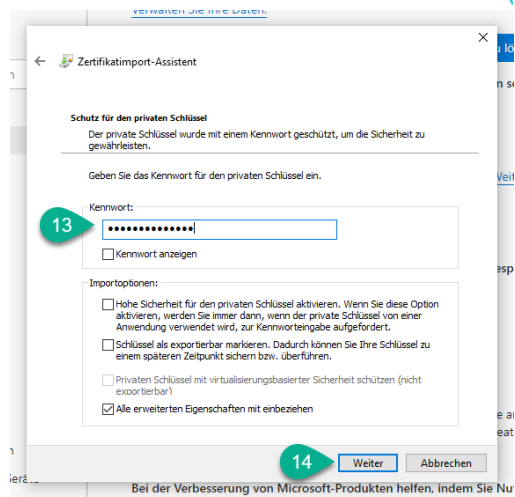 Verwalten Sie Ihre Daten.
Zertifikatimport-Assistent
Schutz für den privaten Schlüssel
Der private Schlüssel wurde mit einem Kennwort geschützt, um die Sicherheit zu
gewährleisten.
Geben Sie das Kennwort für den privaten Schlüssel ein.
Kennwort:
13
Kennwort anzeigen
Importoptionen:
Hohe Sicherheit für den privaten Schlüssel aktivieren. Wenn Sie diese Option
aktivieren, werden Sie immer dann, wenn der private Schlüssel von einer
Anwendung verwendet wird, zur Kennworteingabe aufgefordert.
Schlüssel als exportierbar markieren. Dadurch können Sie Ihre Schlüssel zu
einem späteren Zeitpunkt sichern bzw. überführen.
Privaten Schlüssel mit virtualisierungsbasierter Sicherheit schützen (nicht
exportierbar)
Alle erweiterten Eigenschaften mit einbeziehen
14
Weiter Abbrechen
Bei der Verbesserung von Microsoft-Produkten helfen, indem Sie Nut